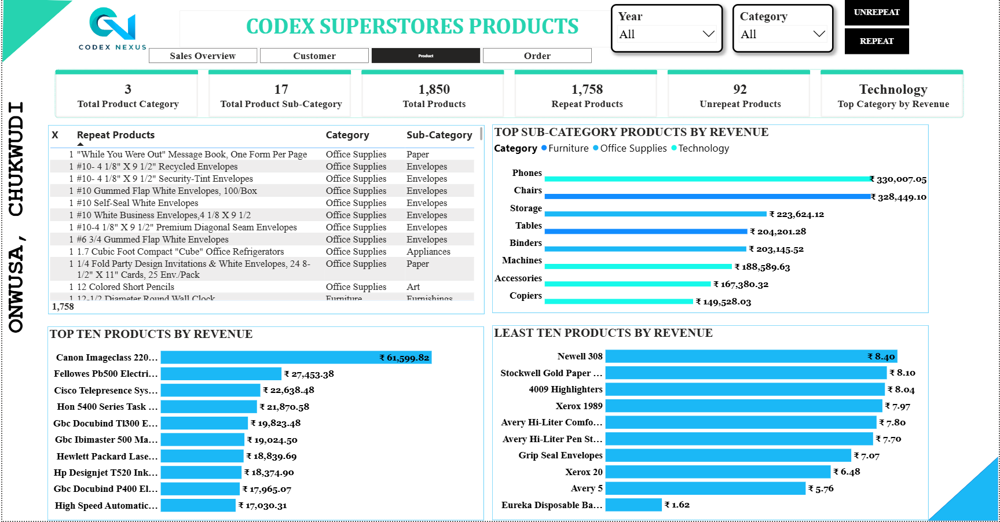 CODEX NEXUS
CODEX SUPERSTORES PRODUCTS
Year
All
Category
All
UNREPEAT
REPEAT
Sales Overview
Customer
Product
Order
3
Total Product Category
17
Total Product Sub-Category
1,850
Total Products
1,758
Repeat Products
92
Unrepeat Products
Technology
Top Category by Revenue
ONWUSA, CHUKWUDI
X Repeat Products Category Sub-Category
1 "While You Were Out" Message Book, One Form Per Page Office Supplies Paper
1 #10- 4 1/8" X 9 1/2" Recycled Envelopes Office Supplies Envelopes
1 #10- 4 1/8" X 9 1/2" Security-Tint Envelopes Office Supplies Envelopes
1 #10 Gummed Flap White Envelopes, 100/Box Office Supplies Envelopes
1 #10 Self-Seal White Envelopes Office Supplies Envelopes
1 #10 White Business Envelopes,4 1/8 X 9 1/2 Office Supplies Envelopes
1 #10-4 1/8" X 9 1/2" Premium Diagonal Seam Envelopes Office Supplies Envelopes
1 #6 3/4 Gummed Flap White Envelopes Office Supplies Envelopes
1 1.7 Cubic Foot Compact "Cube" Office Refrigerators Office Supplies Appliances
1 1/4 Fold Party Design Invitations & White Envelopes, 24 8- Office Supplies Paper
1/2" X 11" Cards, 25 Env./Pack
1 12 Colored Short Pencils Office Supplies Art
1 12-1/2 Diameter Round Wall Clock Furniture Furnishings
1,758
TOP SUB-CATEGORY PRODUCTS BY REVENUE
Category Furniture Office Supplies Technology
Phones ₹ 330,007.05
Chairs ₹ 328,449.10
Storage ₹ 223,624.12
Tables ₹ 204,201.28
Binders ₹ 203,145.52
Machines ₹ 188,589.63
Accessories ₹ 167,380.32
Copiers ₹ 149,528.03
TOP TEN PRODUCTS BY REVENUE
Canon Imageclass 220... ₹ 61,599.82
Fellowes Pb500 Electri... ₹ 27,453.38
Cisco Telepresence Sys... ₹ 22,638.48
Hon 5400 Series Task ... ₹ 21,870.58
Gbc Docubind Tl300 E... ₹ 19,823.48
Gbc Ibimaster 500 Ma... ₹ 19,024.50
Hewlett Packard Lase... ₹ 18,839.69
Hp Designjet T520 Ink... ₹ 18,374.90
Gbc Docubind P400 El... ₹ 17,965.07
High Speed Automatic... ₹ 17,030.31
LEAST TEN PRODUCTS BY REVENUE
Newell 308 ₹ 8.40
Stockwell Gold Paper ... ₹ 8.10
4009 Highlighters ₹ 8.04
Xerox 1989 ₹ 7.97
Avery Hi-Liter Comfo... ₹ 7.80
Avery Hi-Liter Pen St... ₹ 7.70
Grip Seal Envelopes ₹ 7.07
Xerox 20 ₹ 6.48
Avery 5 ₹ 5.76
Eureka Disposable Ba... ₹ 1.62